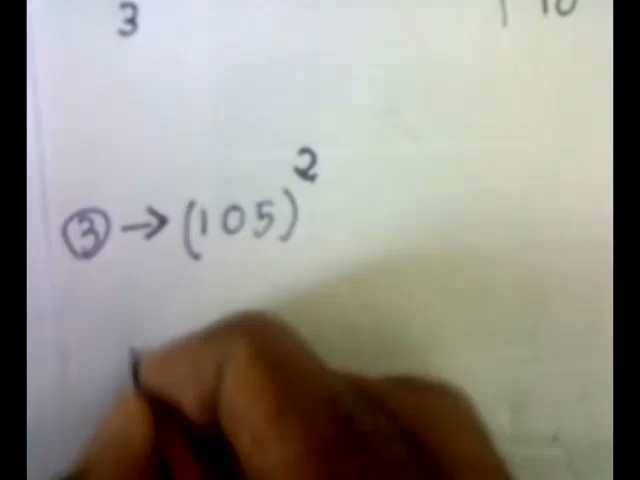 3
③ → (105)²